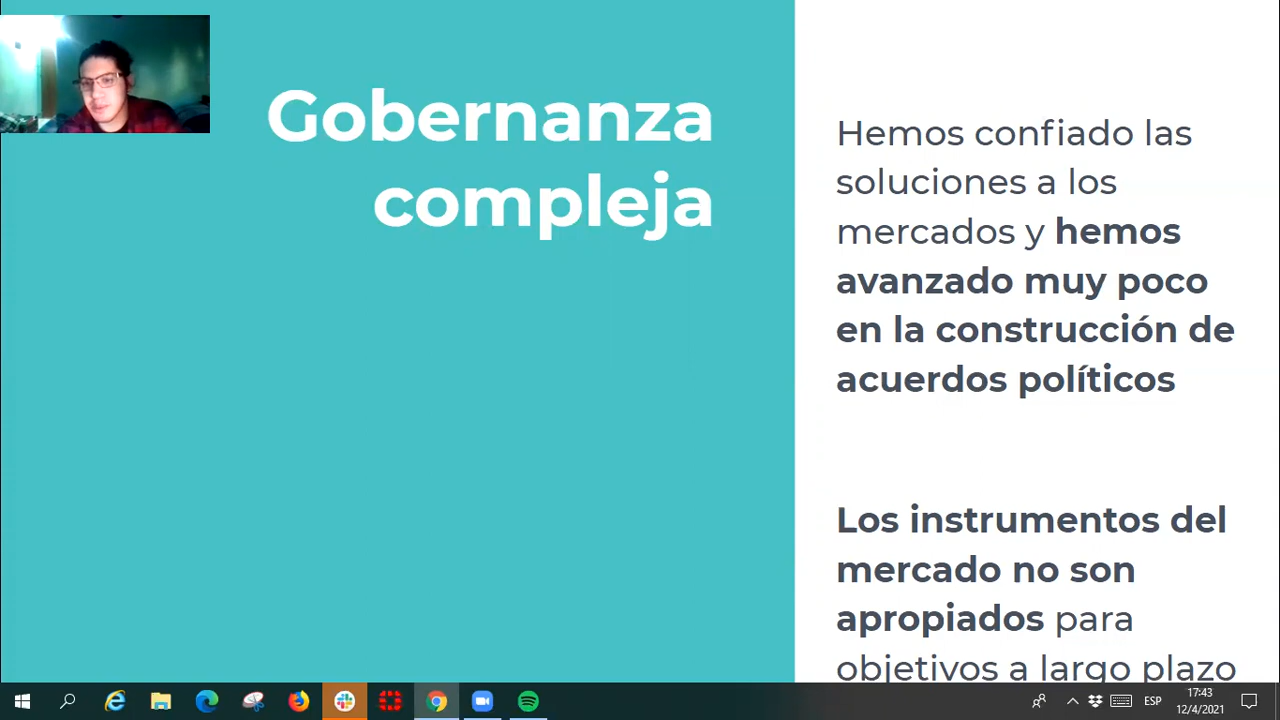 Gobernanza
compleja
Hemos confiado las
soluciones a los
mercados y hemos
avanzado muy poco
en la construcción de
acuerdos políticos
Los instrumentos del
mercado no son
apropiados para
objetivos a largo plazo
ESP
17:43
12/4/2021